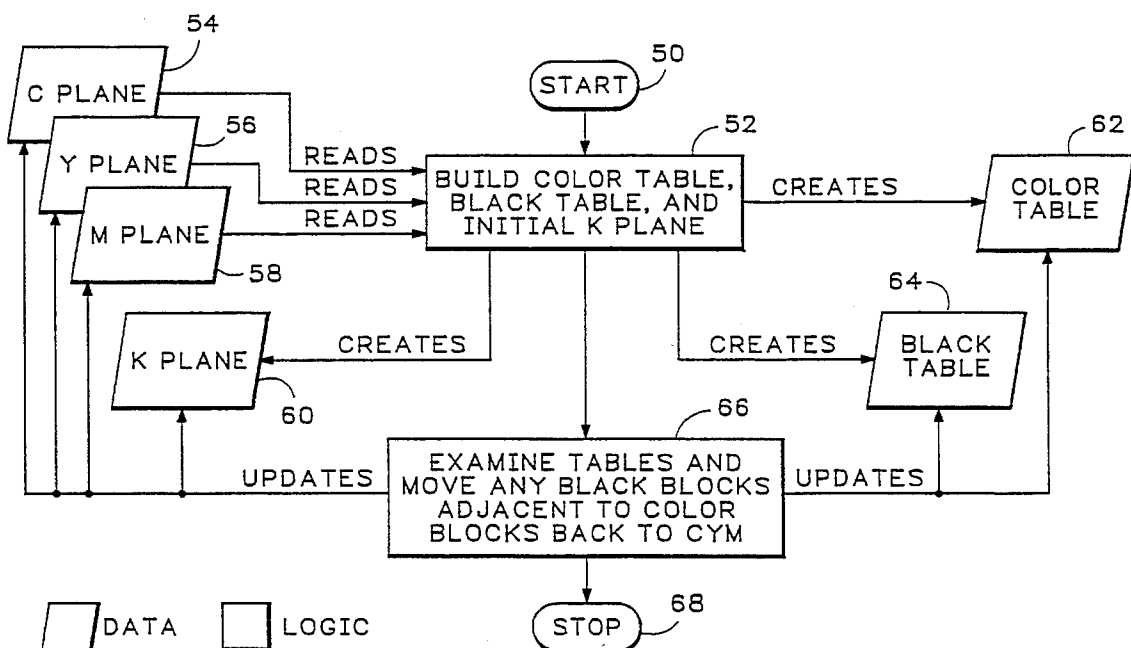 54
C PLANE
56
Y PLANE
M PLANE
58
READS
READS
READS
START
50
52
BUILD COLOR TABLE,
BLACK TABLE, AND
INITIAL K PLANE
CREATES
62
COLOR
TABLE
K PLANE
60
CREATES
CREATES
64
BLACK
TABLE
66
UPDATES
EXAMINE TABLES AND
MOVE ANY BLACK BLOCKS
ADJACENT TO COLOR
BLOCKS BACK TO CYM
UPDATES
DATA
LOGIC
STOP
68